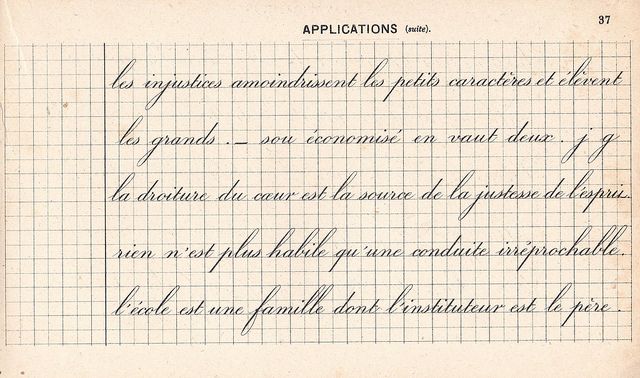 37
APPLICATIONS (suite).
les injustices amoindrissent les petits caractères et élèvent
les grands. — sou économisé en vaut deux. j g
la droiture du cœur est la source de la justesse de l'esprit.
rien n'est plus habile qu'une conduite irréprochable.
l'école est une famille dont l'instituteur est le père.